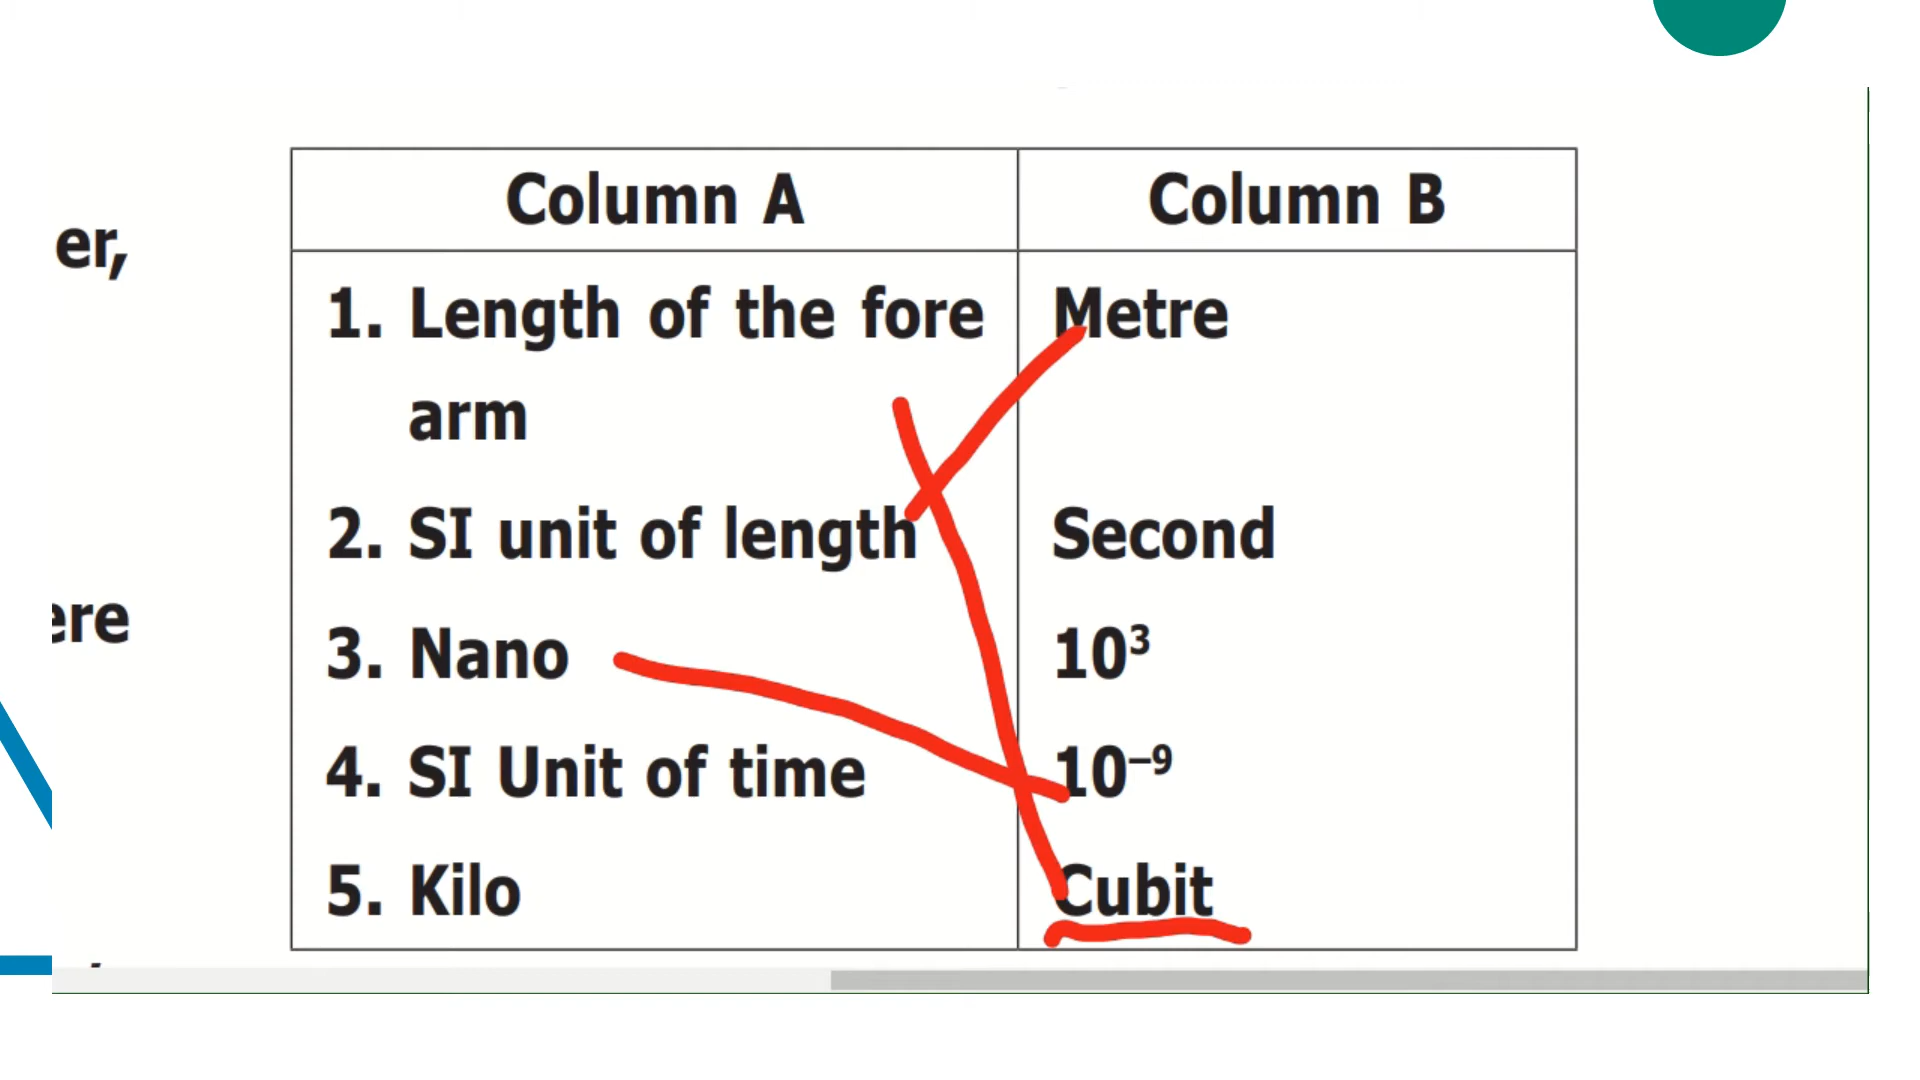 er,
ere
Column A Column B
1. Length of the fore Metre
arm
2. SI unit of length Second
3. Nano 10³
4. SI Unit of time 10⁻⁹
5. Kilo Cubit